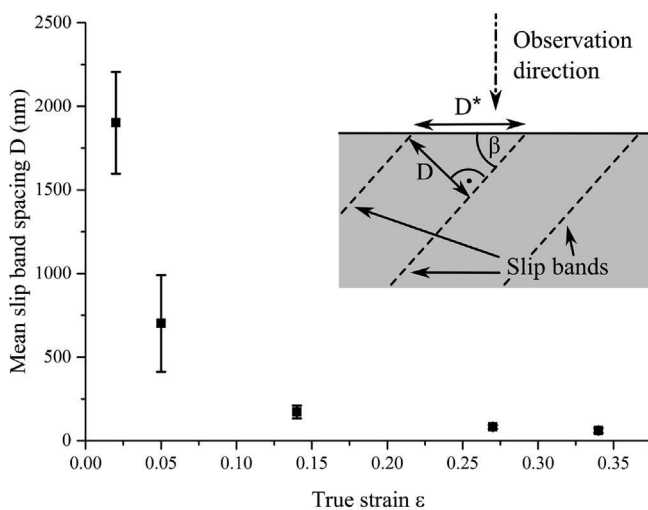 2500
2000
1500
1000
500
0
Mean slip band spacing D (nm)
0.00 0.05 0.10 0.15 0.20 0.25 0.30 0.35
True strain ε
Observation
direction
D*
β
D
Slip bands